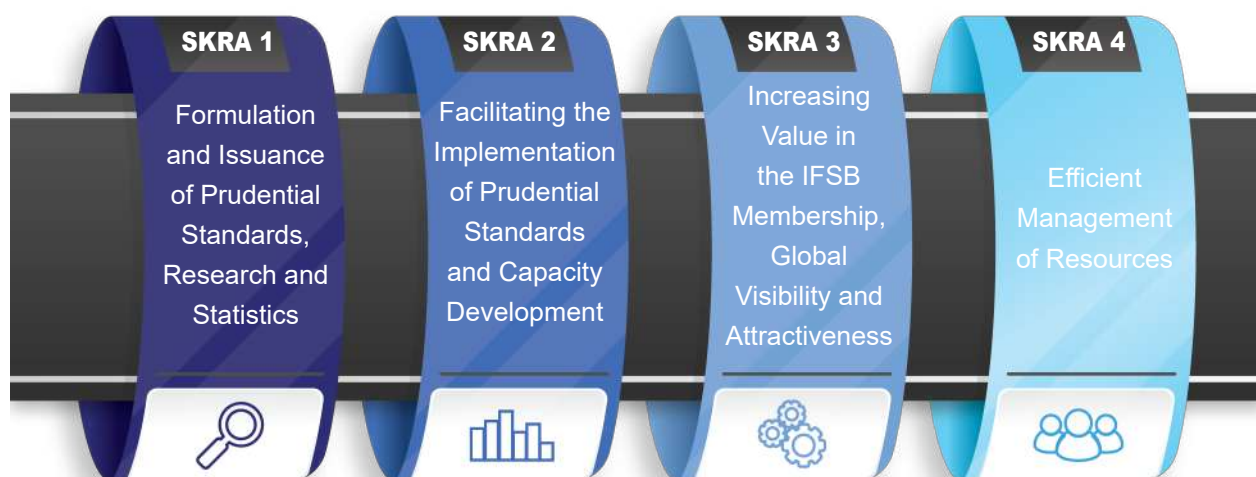 SKRA 1
Formulation
and Issuance
of Prudential
Standards,
Research and
Statistics
SKRA 2
Facilitating the
Implementation
of Prudential
Standards
and Capacity
Development
SKRA 3
Increasing
Value in
the IFSB
Membership,
Global
Visibility and
Attractiveness
SKRA 4
Efficient
Management
of Resources